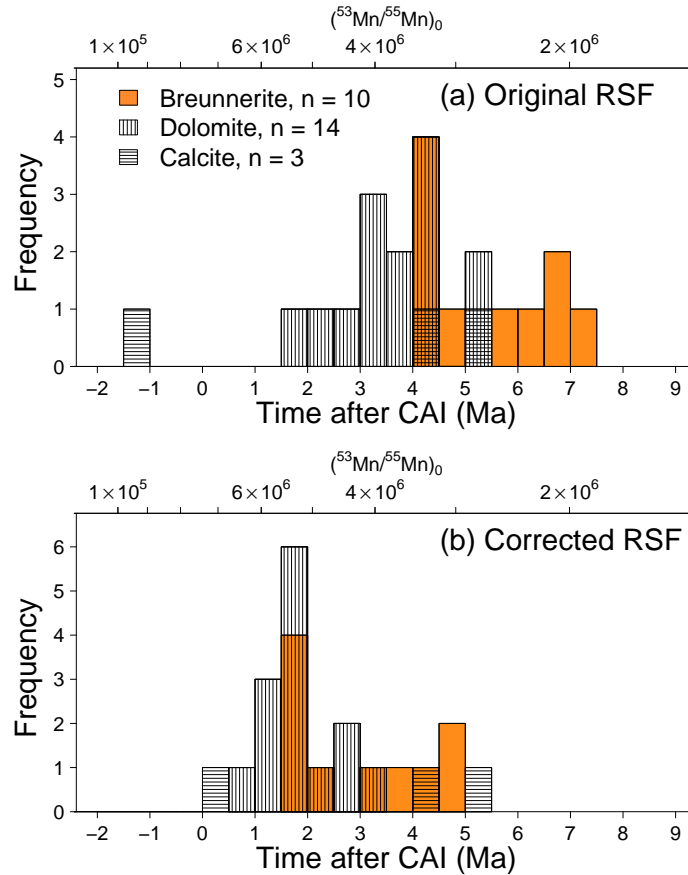 (⁵³Mn/⁵⁵Mn)₀
1×10⁵ 6×10⁶ 4×10⁶ 2×10⁶
(a) Original RSF
Breunnerite, n = 10
Dolomite, n = 14
Calcite, n = 3
Frequency
5
4
3
2
1
0
−2 −1 0 1 2 3 4 5 6 7 8 9
Time after CAI (Ma)
(⁵³Mn/⁵⁵Mn)₀
1×10⁵ 6×10⁶ 4×10⁶ 2×10⁶
(b) Corrected RSF
Frequency
6
5
4
3
2
1
0
−2 −1 0 1 2 3 4 5 6 7 8 9
Time after CAI (Ma)